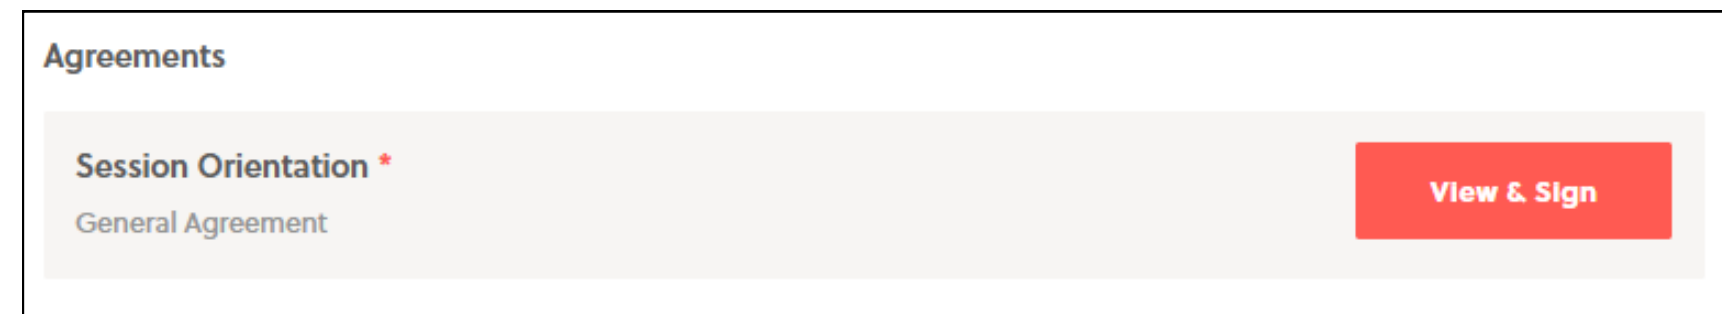 Agreements
Session Orientation *
General Agreement
View & Sign